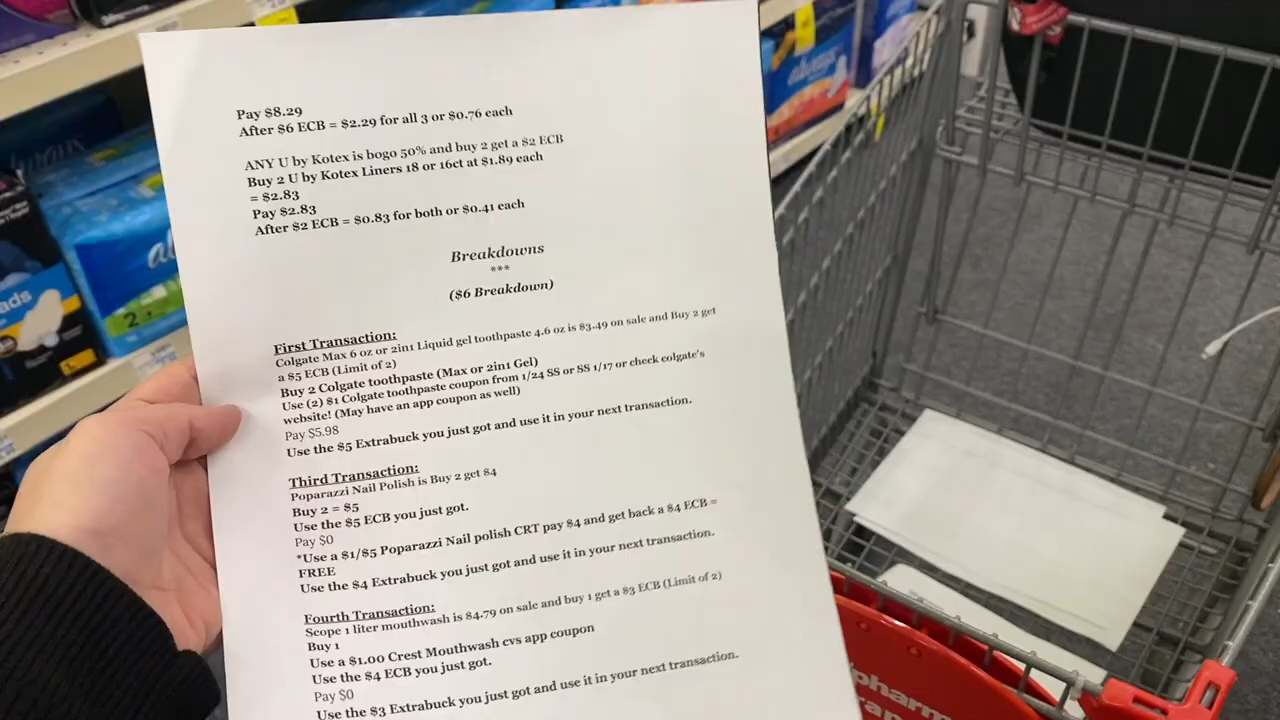 Pay $8.29
After $6 ECB = $2.29 for all 3 or $0.76 each
ANY U by Kotex is bogo 50% and buy 2 get a $2 ECB
Buy 2 U by Kotex Liners 18 or 16ct at $1.89 each
= $2.83
Pay $2.83
After $2 ECB = $0.83 for both or $0.41 each
Breakdowns
***
($6 Breakdown)
First Transaction:
Colgate Max 6 oz or 2in1 Liquid gel toothpaste 4.6 oz is $3.49 on sale and Buy 2 get
a $5 ECB (Limit of 2)
Buy 2 Colgate toothpaste (Max or 2in1 Gel)
Use (2) $1 Colgate toothpaste coupon from 1/24 SS or SS 1/17 or check colgate's
website! (May have an app coupon as well)
Pay $5.98
Use the $5 Extrabuck you just got and use it in your next transaction.
Third Transaction:
Poparazzi Nail Polish is Buy 2 get $4
Buy 2 = $5
Use the $5 ECB you just got.
Pay $0
*Use a $1/$5 Poparazzi Nail polish CRT pay $4 and get back a $4 ECB =
FREE
Use the $4 Extrabuck you just got and use it in your next transaction.
Fourth Transaction:
Scope 1 liter mouthwash is $4.79 on sale and buy 1 get a $3 ECB (Limit of 2)
Buy 1
Use a $1.00 Crest Mouthwash cvs app coupon
Use the $4 ECB you just got.
Pay $0
Use the $3 Extrabuck you just got and use it in your next transaction.
always
ads
2
pharm